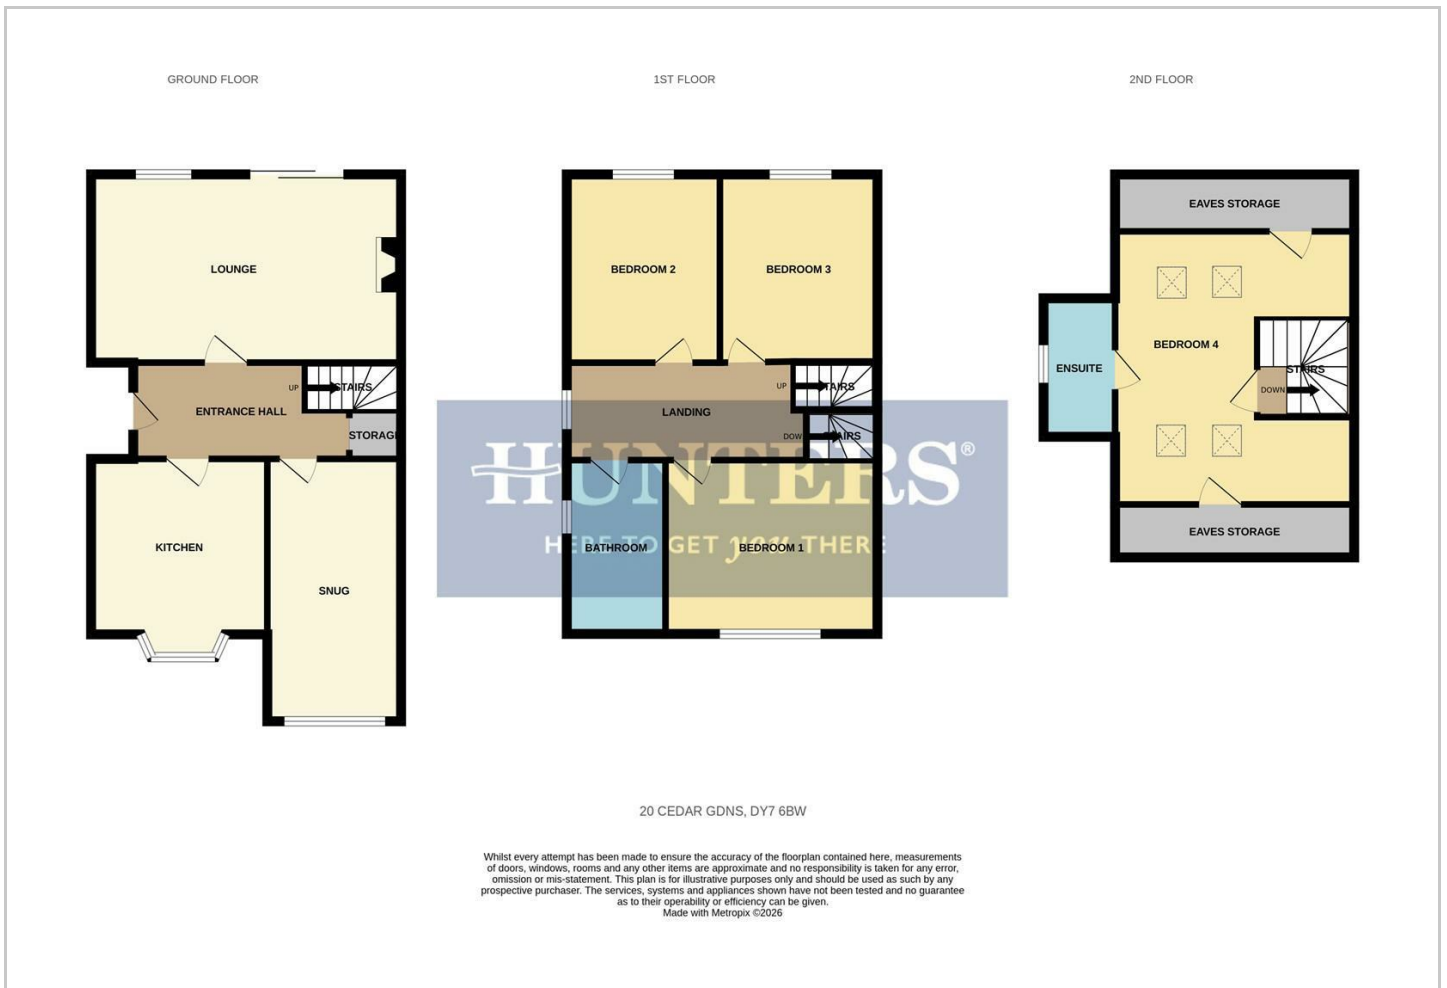 GROUND FLOOR
1ST FLOOR
2ND FLOOR
LOUNGE
UP
STAIRS
ENTRANCE HALL
STORAGE
KITCHEN
SNUG
BEDROOM 2
BEDROOM 3
UP
STAIRS
LANDING
DOWN
STAIRS
BATHROOM
BEDROOM 1
EAVES STORAGE
BEDROOM 4
ENSUITE
STAIRS
DOWN
EAVES STORAGE
HUNTERS®
HERE TO GET you THERE
20 CEDAR GDNS, DY7 6BW
Whilst every attempt has been made to ensure the accuracy of the floorplan contained here, measurements
of doors, windows, rooms and any other items are approximate and no responsibility is taken for any error,
omission or mis-statement. This plan is for illustrative purposes only and should be used as such by any
prospective purchaser. The services, systems and appliances shown have not been tested and no guarantee
as to their operability or efficiency can be given.
Made with Metropix ©2026